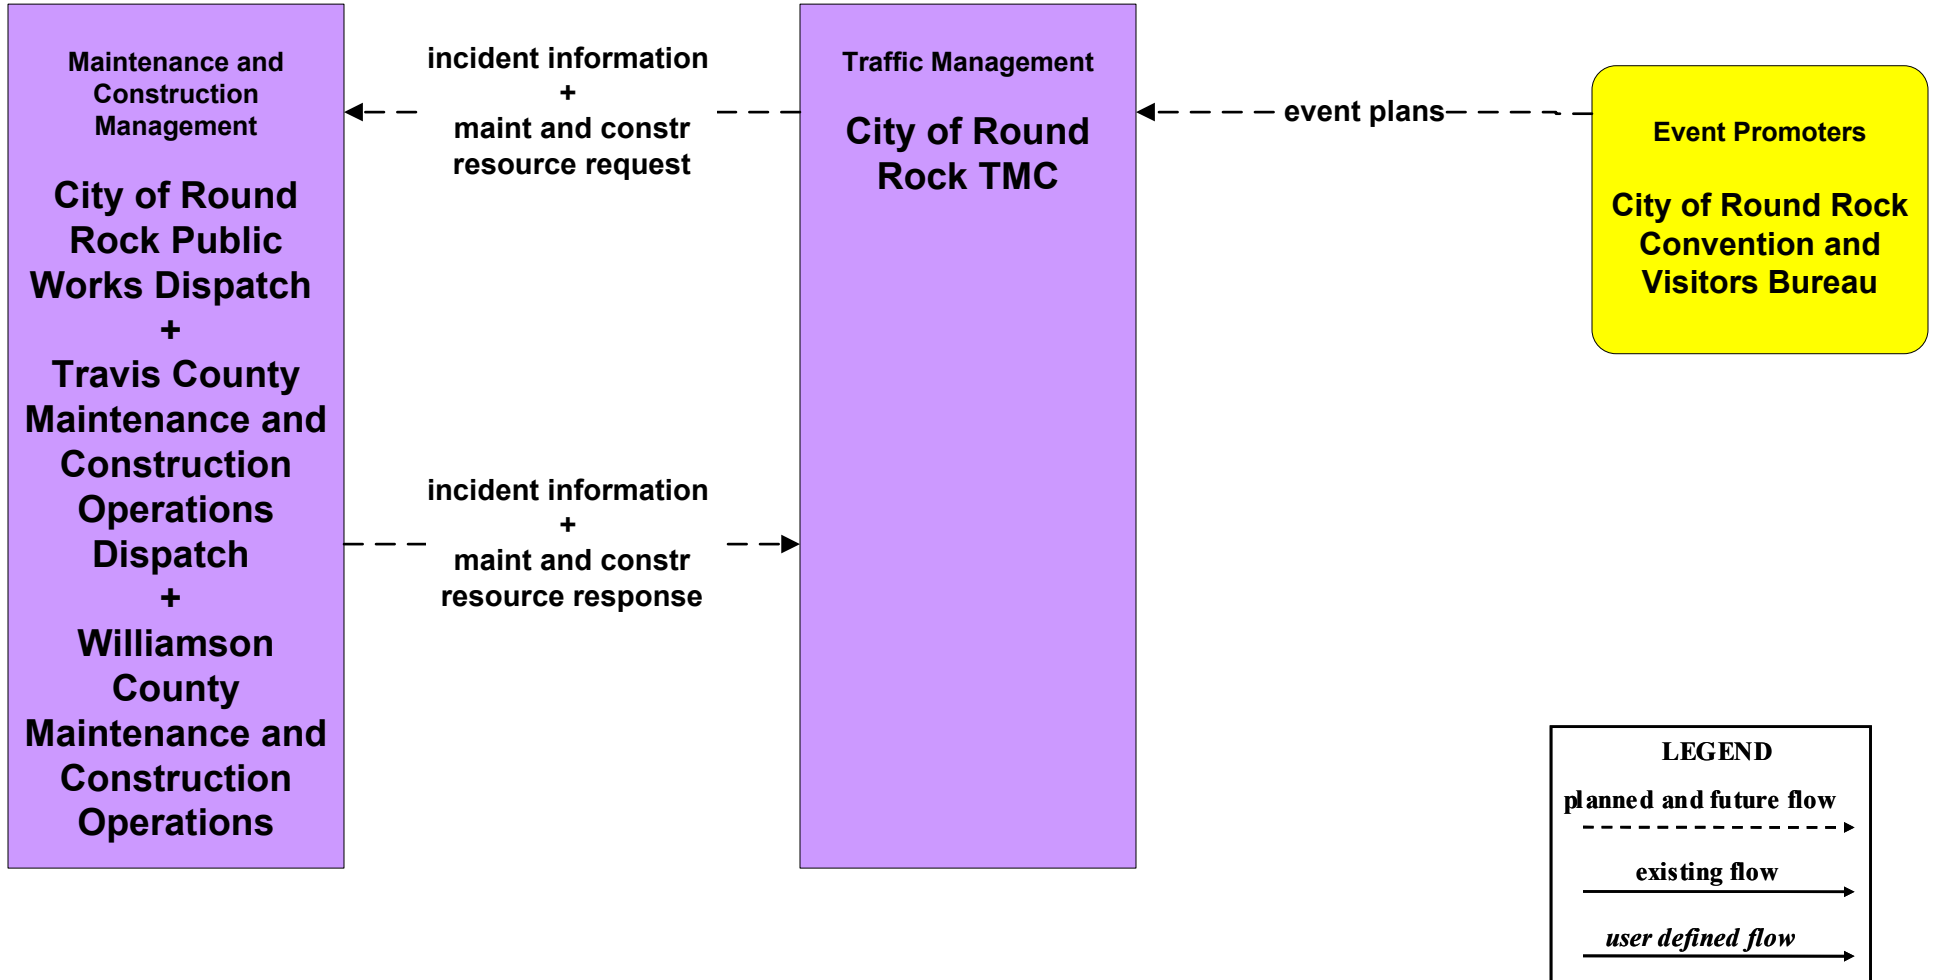 Maintenance and
Construction
Management
City of Round
Rock Public
Works Dispatch
+
Travis County
Maintenance and
Construction
Operations
Dispatch
+
Williamson
County
Maintenance and
Construction
Operations
incident information
+
maint and constr
resource request
incident information
+
maint and constr
resource response
Traffic Management
City of Round
Rock TMC
event plans
Event Promoters
City of Round Rock
Convention and
Visitors Bureau
LEGEND
planned and future flow
existing flow
user defined flow